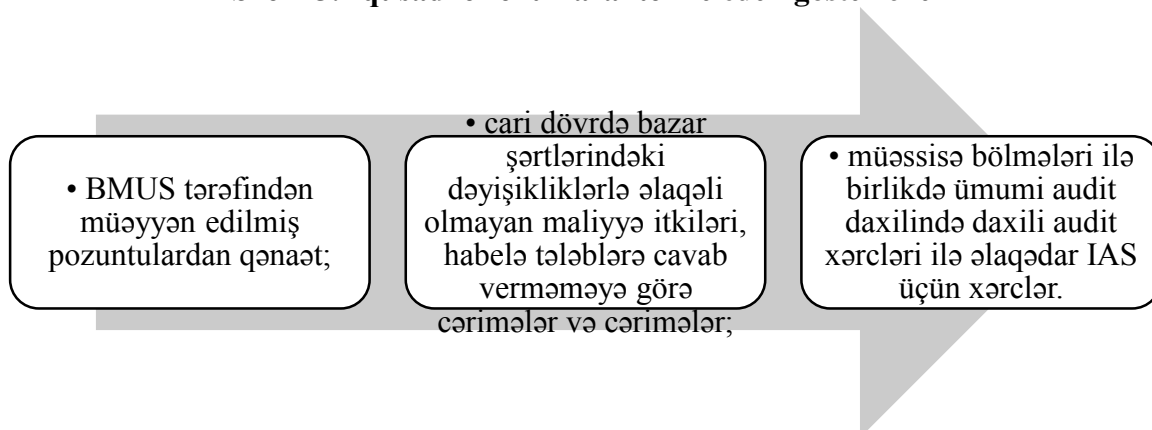 • BMUS tərəfindən
müəyyən edilmiş
pozuntulardan qənaət;
• cari dövrdə bazar
şərtlərindəki
dəyişikliklərlə əlaqəli
olmayan maliyyə itkiləri,
habelə tələblərə cavab
verməməyə görə
cərimələr və cərimələr;
• müəssisə bölmələri ilə
birlikdə ümumi audit
daxilində daxili audit
xərcləri ilə əlaqədar IAS
üçün xərclər.